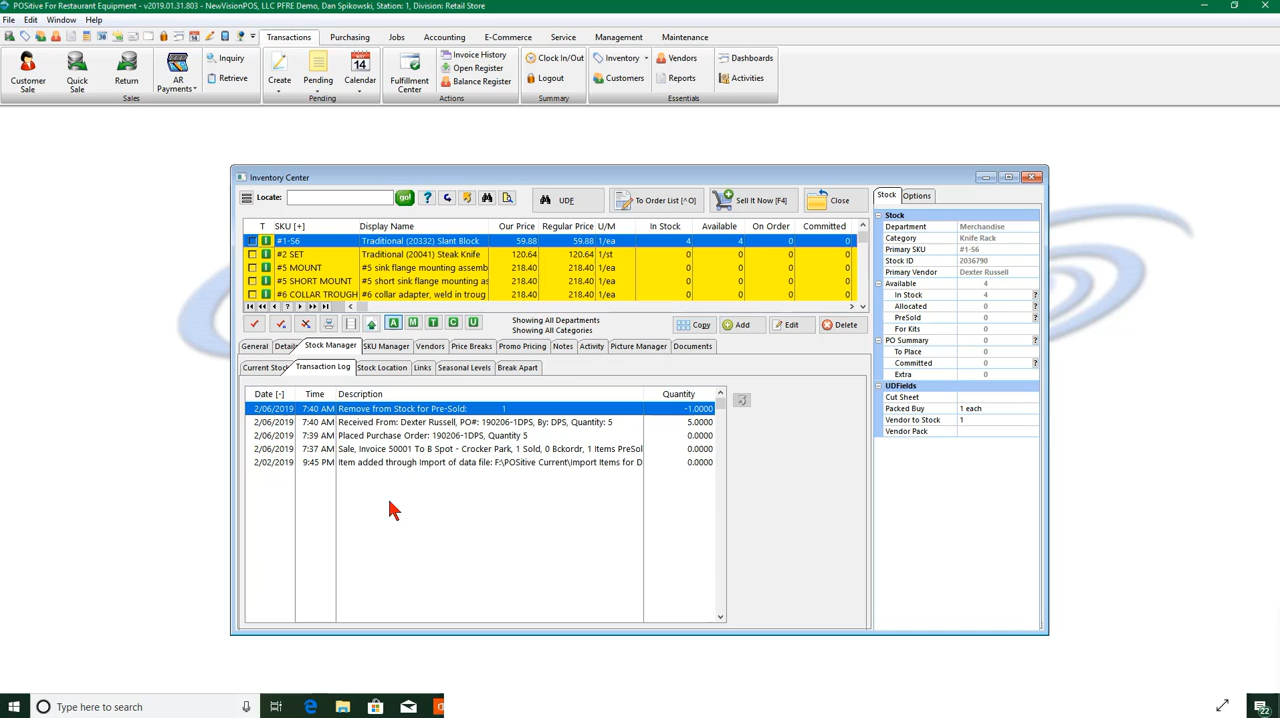 POSitive For Restaurant Equipment - v2019.01.31.803 - NewVisionPOS, LLC PFRE Demo, Dan Spikowski, Station: 1, Division: Retail Store
File Edit Window Help
Transactions Purchasing Jobs Accounting E-Commerce Service Management Maintenance
Customer Sale
Quick Sale
Return
AR Payments
Inquiry
Retrieve
Sales
Create
Pending
Calendar
Pending
Fulfillment Center
Invoice History
Open Register
Balance Register
Actions
Clock In/Out
Logout
Summary
Inventory
Customers
Vendors
Reports
Dashboards
Activities
Essentials
Inventory Center
Locate: go! UDF To Order List [^O] Sell It Now [F4] Close
T SKU [+] Display Name Our Price Regular Price U/M In Stock Available On Order Committed
#1-S6 Traditional (20332) Slant Block 59.88 59.88 1/ea 4 4 0 0
#2 SET Traditional (20041) Steak Knife 120.64 120.64 1/st 0 0 0 0
#5 MOUNT #5 sink flange mounting assemb 218.40 218.40 1/ea 0 0 0 0
#5 SHORT MOUNT #5 short sink flange mounting as 218.40 218.40 1/ea 0 0 0 0
#6 COLLAR TROUGH #6 collar adapter, weld in troug 218.40 218.40 1/ea 0 0 0 0
A M T C U
Showing All Departments
Showing All Categories
Copy Add Edit Delete
General Details Stock Manager SKU Manager Vendors Price Breaks Promo Pricing Notes Activity Picture Manager Documents
Current Stock Transaction Log Stock Location Links Seasonal Levels Break Apart
Date [-] Time Description Quantity
2/06/2019 7:40 AM Remove from Stock for Pre-Sold: 1 -1.0000
2/06/2019 7:40 AM Received From: Dexter Russell, PO#: 190206-1DPS, By: DPS, Quantity: 5 5.0000
2/06/2019 7:39 AM Placed Purchase Order: 190206-1DPS, Quantity 5 0.0000
2/06/2019 7:37 AM Sale, Invoice 50001 To B Spot - Crocker Park, 1 Sold, 0 Bckordr, 1 Items PreSol 0.0000
2/02/2019 9:45 PM Item added through Import of data file: F:\POSitive Current\Import Items for D 0.0000
Stock Options
Stock
Department Merchandise
Category Knife Rack
Primary SKU #1-S6
Stock ID 2036790
Primary Vendor Dexter Russell
Available 4
In Stock 4 ?
Allocated 0 ?
PreSold 0 ?
For Kits 0
PO Summary 0 ?
To Place 0
Committed 0 ?
Extra 0
UDFields
Cut Sheet
Packed Buy 1 each
Vendor to Stock 1
Vendor Pack
Type here to search
22